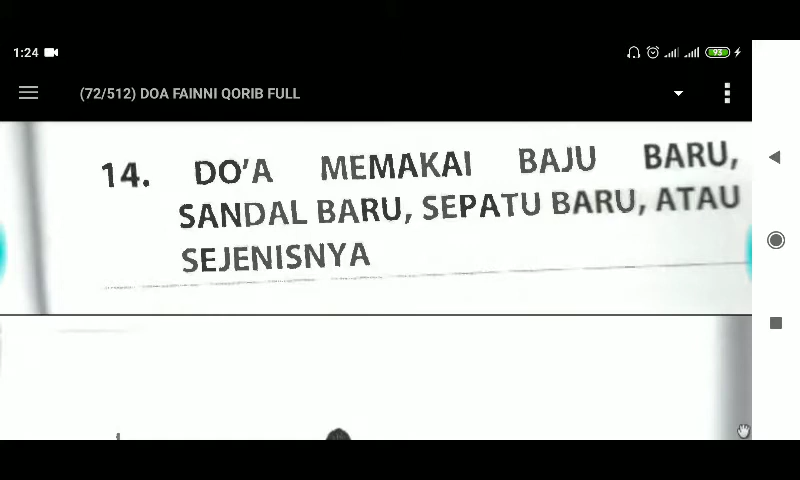 1:24
93
(72/512) DOA FAINNI QORIB FULL
14. DO'A MEMAKAI BAJU BARU,
SANDAL BARU, SEPATU BARU, ATAU
SEJENISNYA